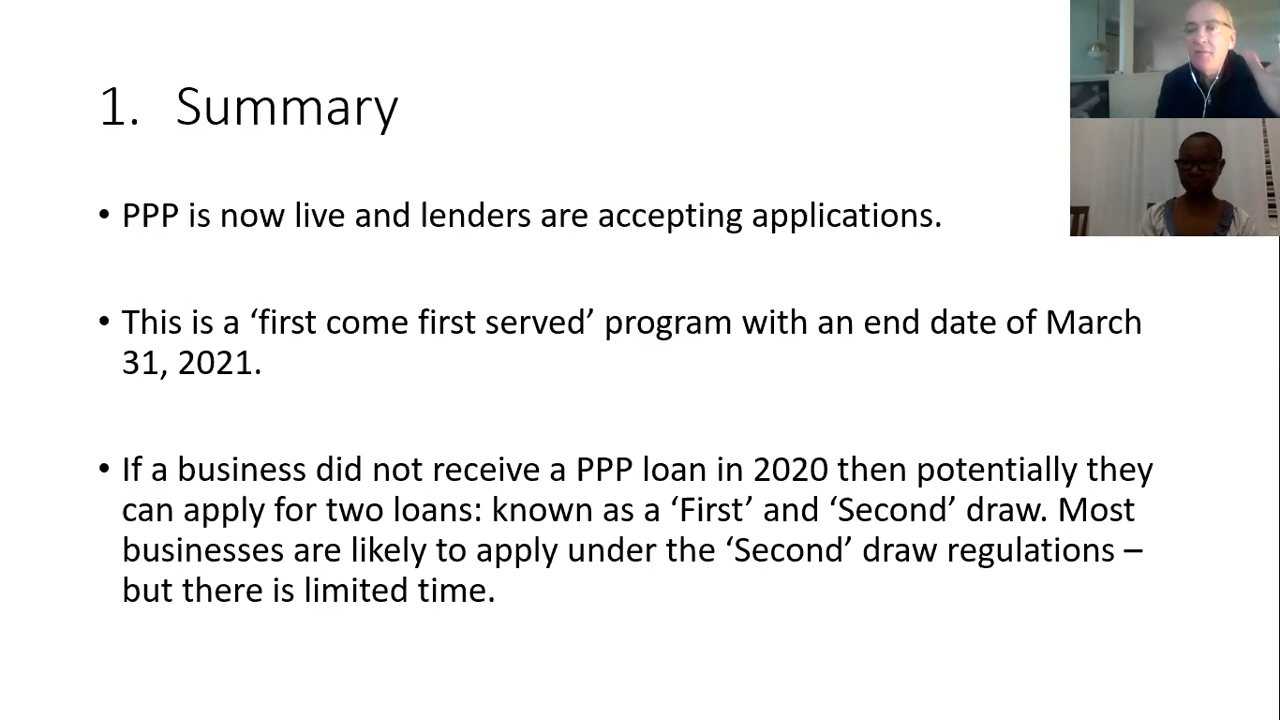 1. Summary
• PPP is now live and lenders are accepting applications.
• This is a ‘first come first served’ program with an end date of March
31, 2021.
• If a business did not receive a PPP loan in 2020 then potentially they
can apply for two loans: known as a ‘First’ and ‘Second’ draw. Most
businesses are likely to apply under the ‘Second’ draw regulations –
but there is limited time.